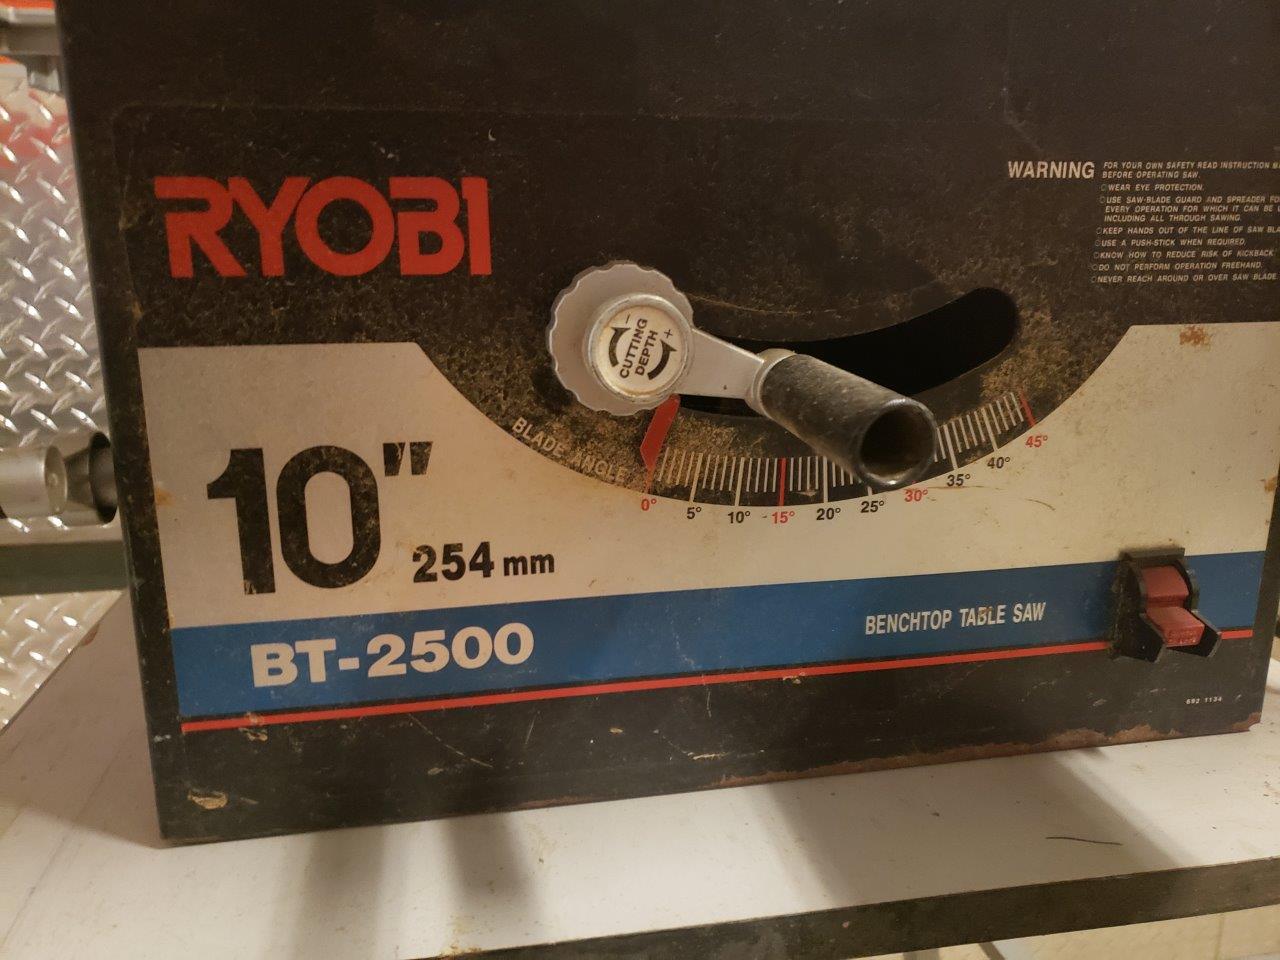 RYOBI
WARNING
FOR YOUR OWN SAFETY READ INSTRUCTION
BEFORE OPERATING SAW.
WEAR EYE PROTECTION.
USE SAW-BLADE GUARD AND SPREADER
EVERY OPERATION FOR WHICH IT CAN BE
INCLUDING ALL THROUGH SAWING.
KEEP HANDS OUT OF THE LINE OF SAW
USE A PUSH-STICK WHEN REQUIRED.
KNOW HOW TO REDUCE RISK OF KICKBACK
DO NOT PERFORM OPERATION FREEHAND.
NEVER REACH AROUND OR OVER SAW BLADE
- CUTTING +
DEPTH
BLADE ANGLE
0° 5° 10° 15° 20° 25° 30° 35° 40° 45°
10"
254 mm
BT-2500
BENCHTOP TABLE SAW
692 1134